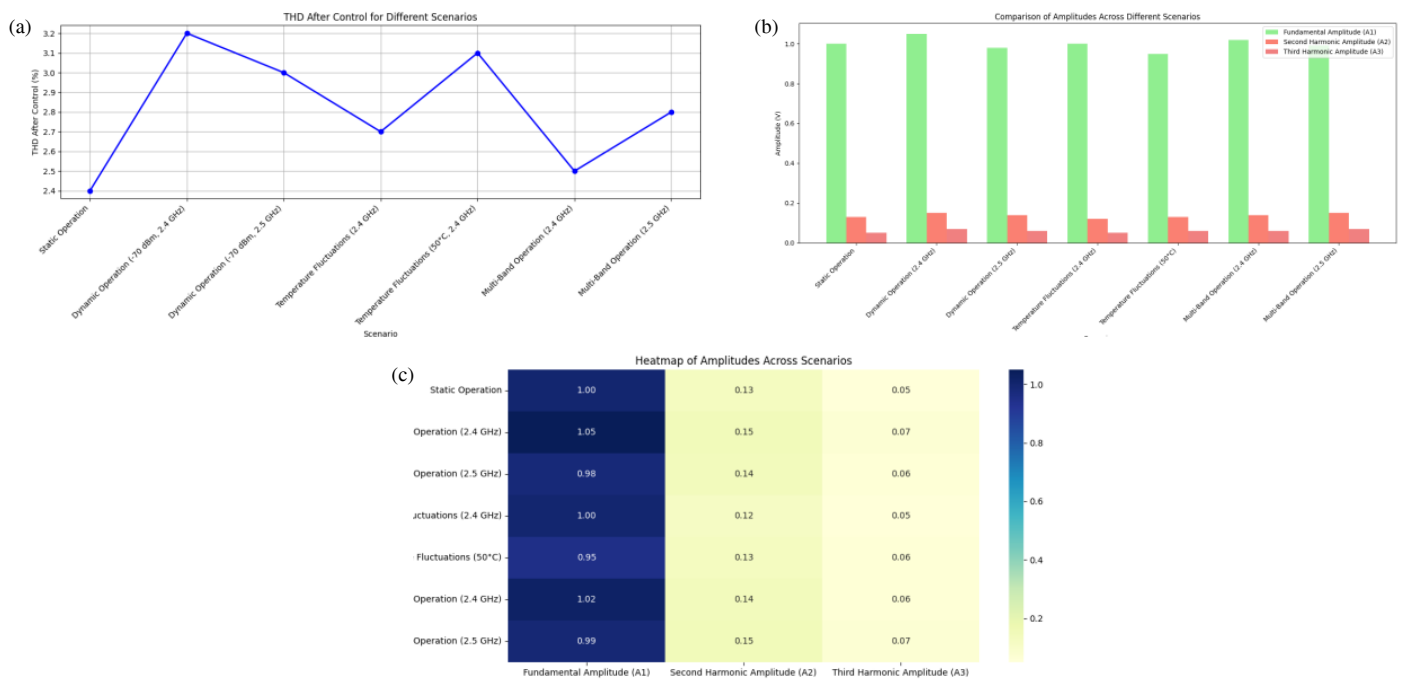 (a)
THD After Control for Different Scenarios
THD After Control (%)
3.2
3.1
3.0
2.9
2.8
2.7
2.6
2.5
2.4
Static Operation
Dynamic Operation (-70 dBm, 2.4 GHz)
Dynamic Operation (-70 dBm, 2.5 GHz)
Temperature Fluctuations (2.4 GHz)
Temperature Fluctuations (50°C, 2.4 GHz)
Multi-Band Operation (2.4 GHz)
Multi-Band Operation (2.5 GHz)
Scenario
(b)
Comparison of Amplitudes Across Different Scenarios
Fundamental Amplitude (A1)
Second Harmonic Amplitude (A2)
Third Harmonic Amplitude (A3)
Amplitude (V)
1.0
0.8
0.6
0.4
0.2
0.0
Static Operation
Dynamic Operation (2.4 GHz)
Dynamic Operation (2.5 GHz)
Temperature Fluctuations (2.4 GHz)
Temperature Fluctuations (50°C)
Multi-Band Operation (2.4 GHz)
Multi-Band Operation (2.5 GHz)
(c)
Heatmap of Amplitudes Across Scenarios
Static Operation 1.00 0.13 0.05
Operation (2.4 GHz) 1.05 0.15 0.07
Operation (2.5 GHz) 0.98 0.14 0.06
uctuations (2.4 GHz) 1.00 0.12 0.05
Fluctuations (50°C) 0.95 0.13 0.06
Operation (2.4 GHz) 1.02 0.14 0.06
Operation (2.5 GHz) 0.99 0.15 0.07
Fundamental Amplitude (A1) Second Harmonic Amplitude (A2) Third Harmonic Amplitude (A3)
1.0
0.8
0.6
0.4
0.2